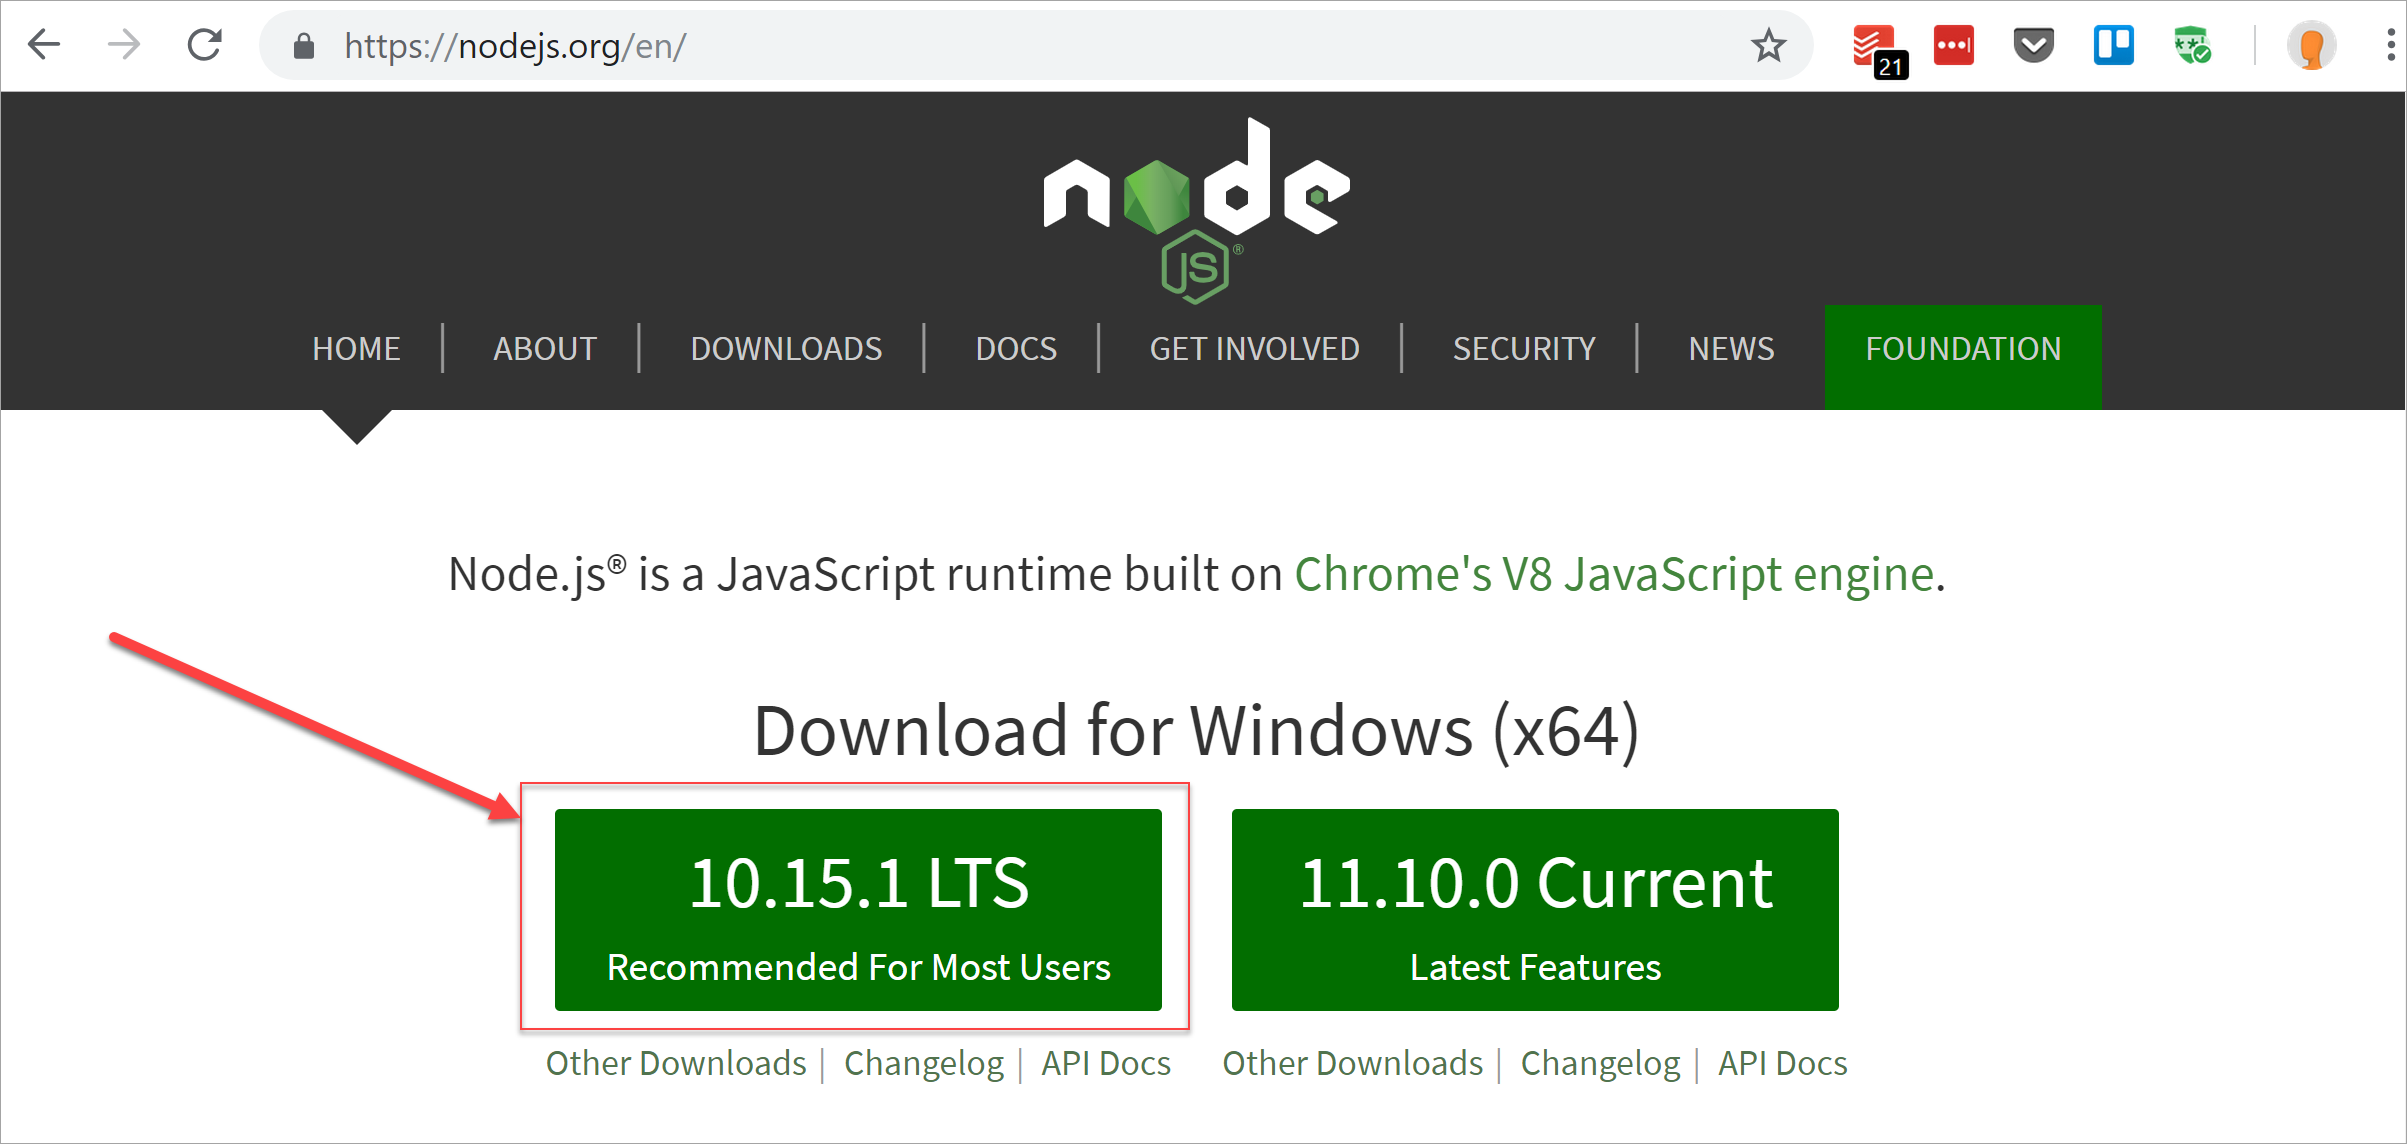 https://nodejs.org/en/
21
node
JS®
HOME | ABOUT | DOWNLOADS | DOCS | GET INVOLVED | SECURITY | NEWS FOUNDATION
Node.js® is a JavaScript runtime built on Chrome's V8 JavaScript engine.
Download for Windows (x64)
10.15.1 LTS
Recommended For Most Users
11.10.0 Current
Latest Features
Other Downloads | Changelog | API Docs
Other Downloads | Changelog | API Docs